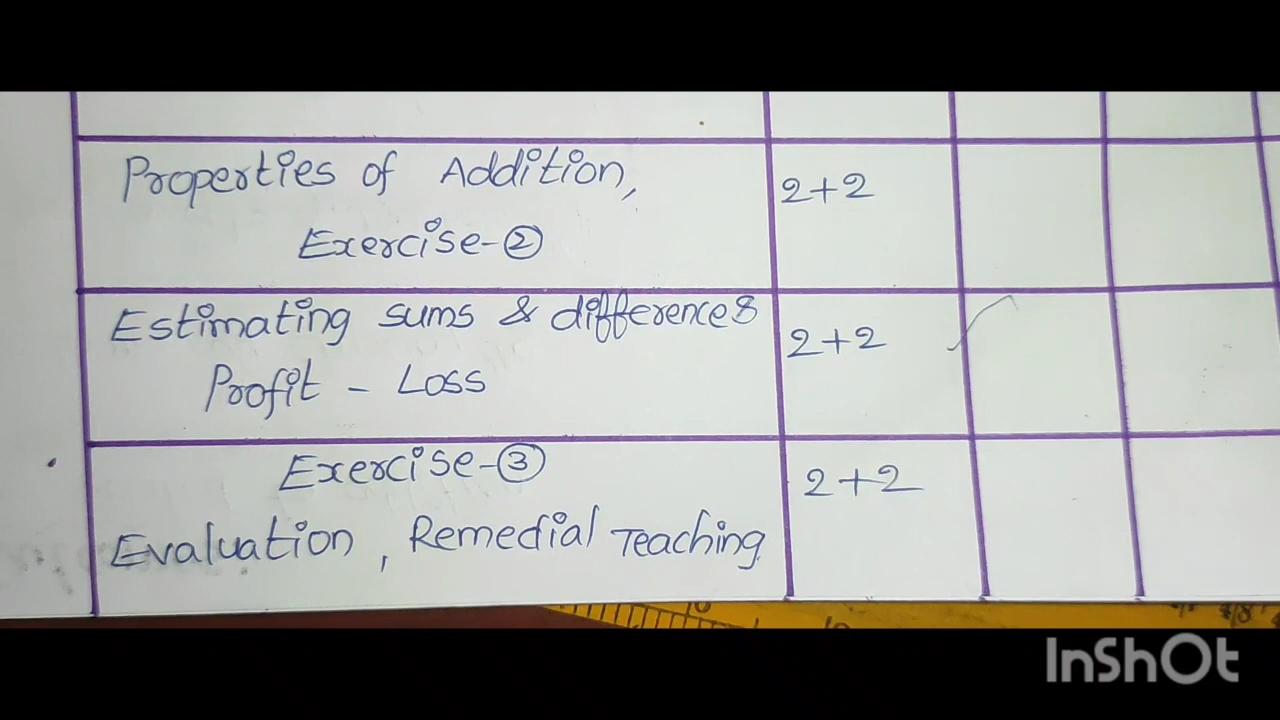 Properties of Addition, 2+2
Exercise-②
Estimating sums & differences 2+2
Profit - Loss
Exercise-③ 2+2
Evaluation, Remedial Teaching
InShOt